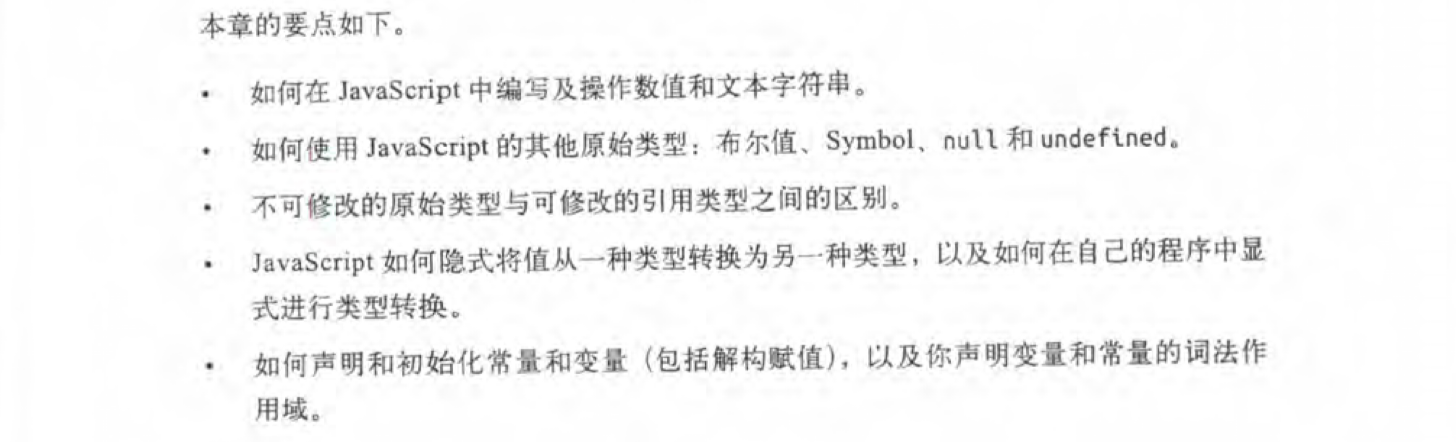 本章的要点如下。
• 如何在 JavaScript 中编写及操作数值和文本字符串。
• 如何使用 JavaScript 的其他原始类型：布尔值、Symbol、null 和 undefined。
• 不可修改的原始类型与可修改的引用类型之间的区别。
• JavaScript 如何隐式将值从一种类型转换为另一种类型，以及如何在自己的程序中显
式进行类型转换。
• 如何声明和初始化常量和变量（包括解构赋值），以及你声明变量和常量的词法作
用域。